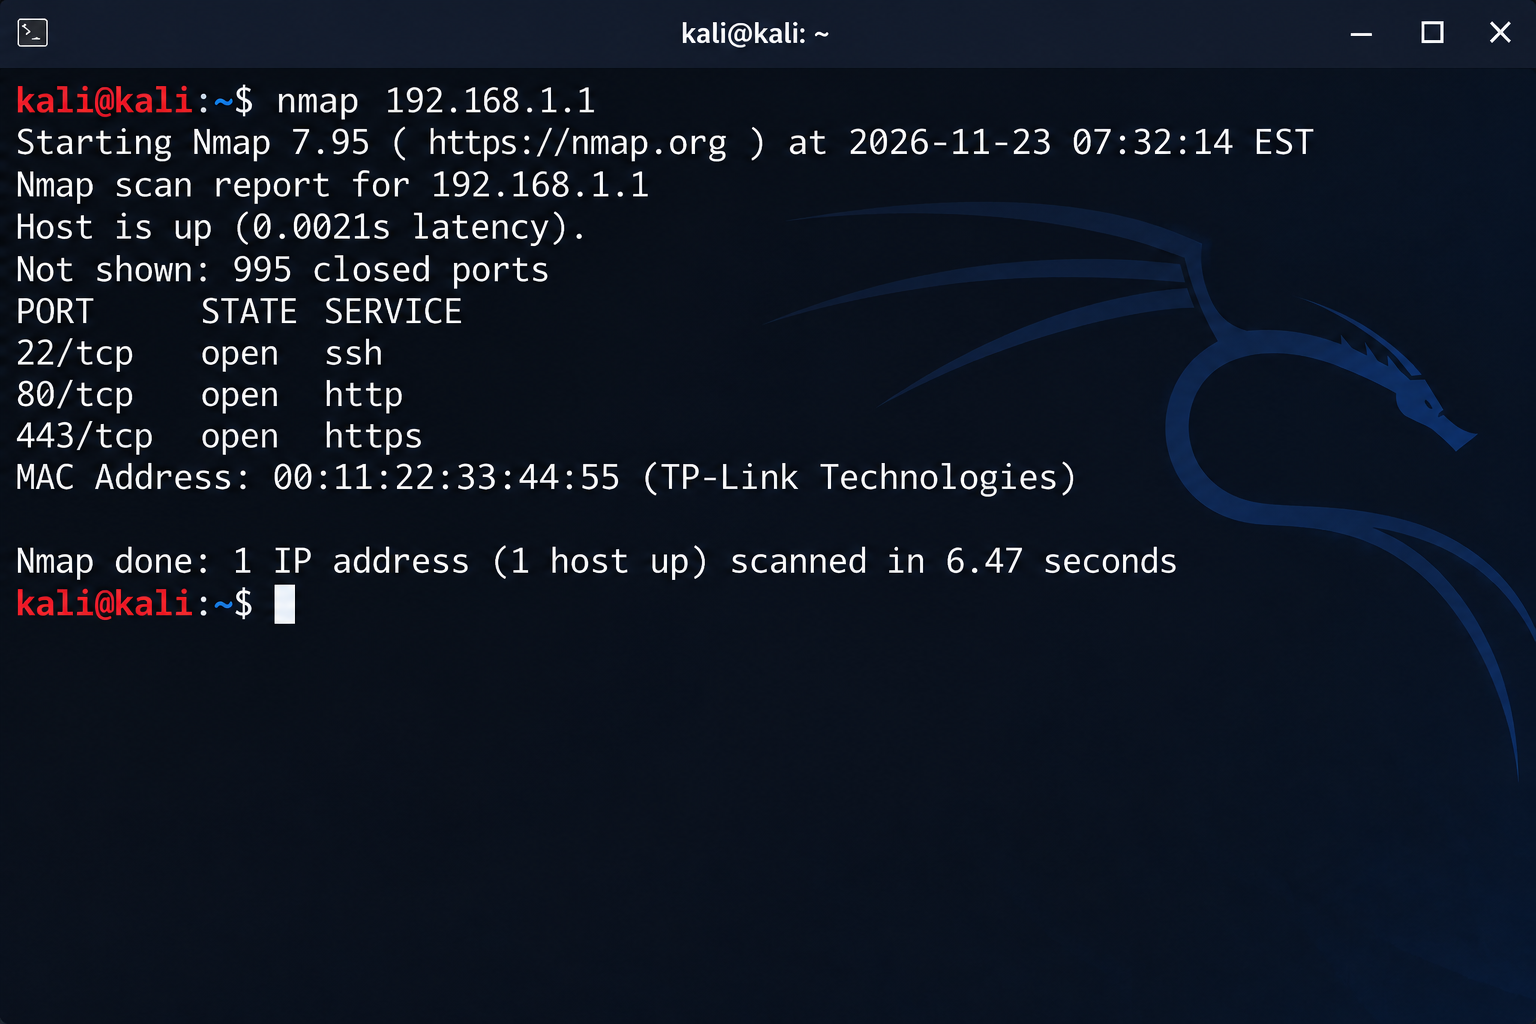 kali@kali: ~
kali@kali:~$ nmap 192.168.1.1
Starting Nmap 7.95 ( https://nmap.org ) at 2026-11-23 07:32:14 EST
Nmap scan report for 192.168.1.1
Host is up (0.0021s latency).
Not shown: 995 closed ports
PORT STATE SERVICE
22/tcp open ssh
80/tcp open http
443/tcp open https
MAC Address: 00:11:22:33:44:55 (TP-Link Technologies)
Nmap done: 1 IP address (1 host up) scanned in 6.47 seconds
kali@kali:~$